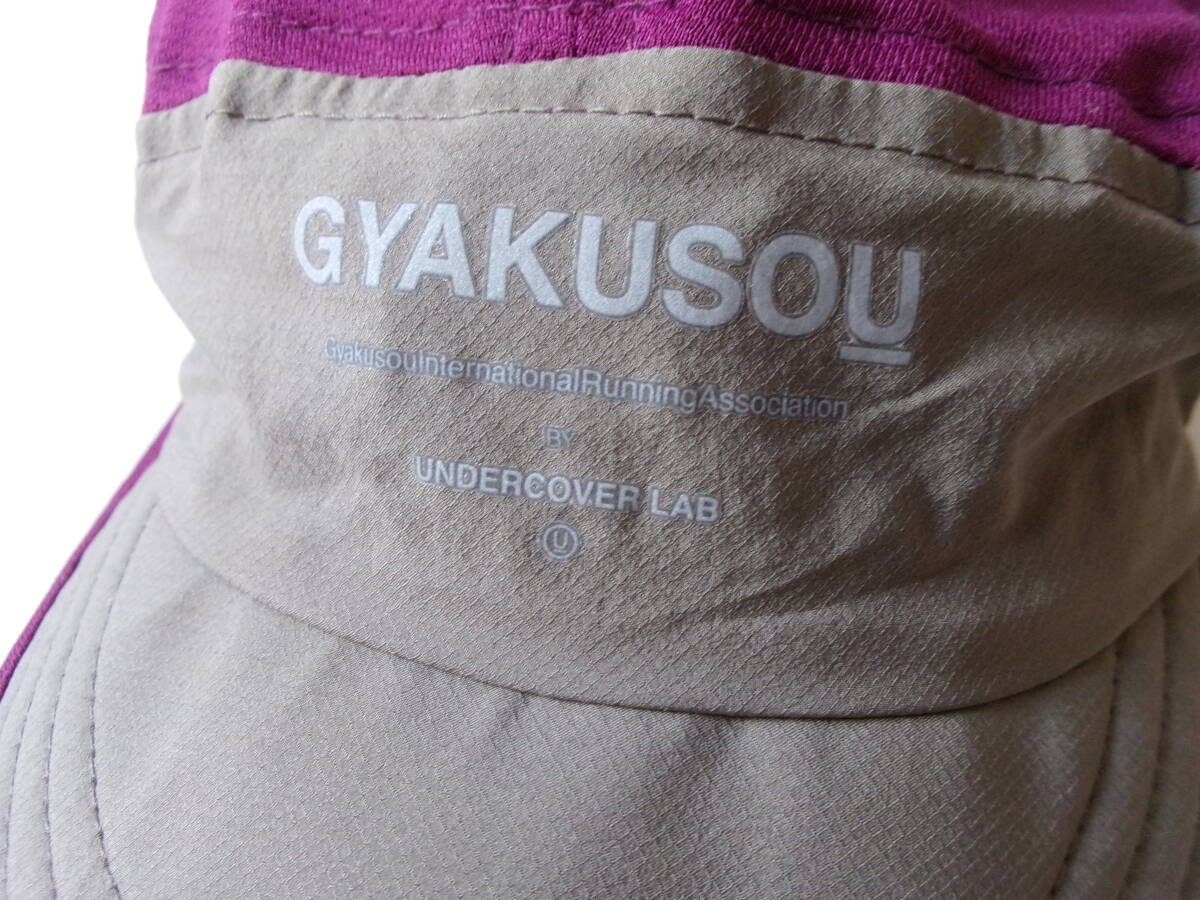 GYAKUSOU
GyakusouInternationalRunningAssociation
BY
UNDERCOVER LAB
U